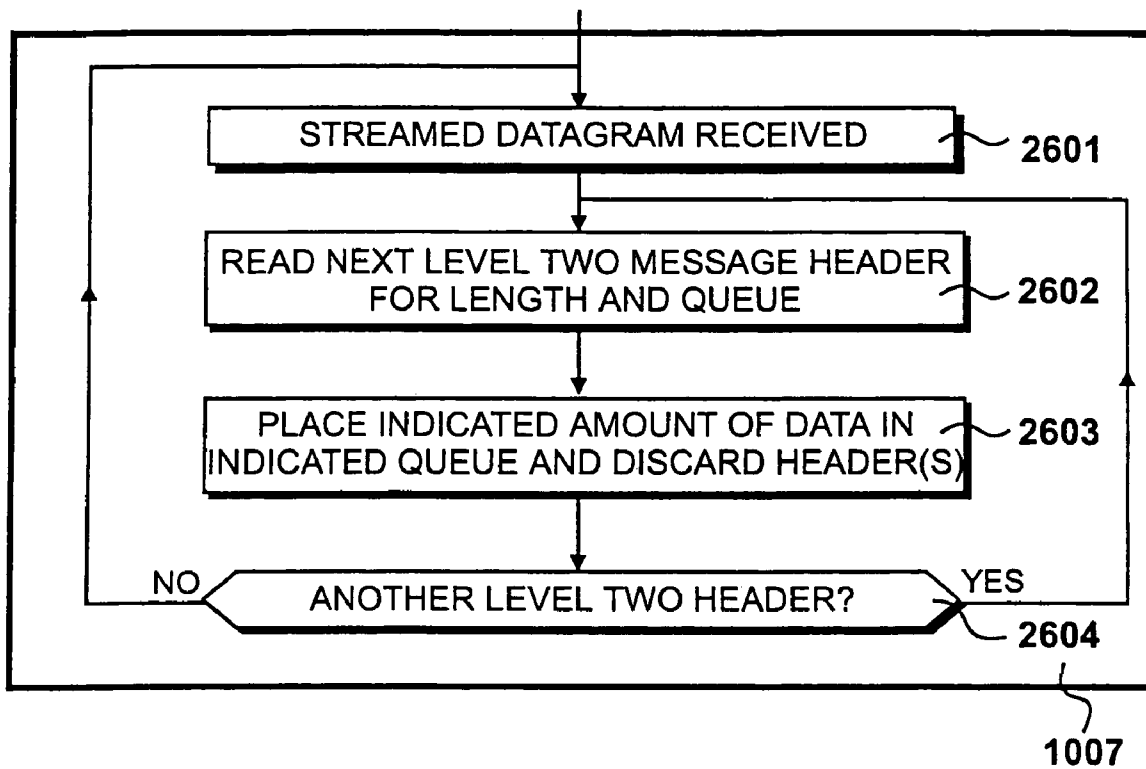 STREAMED DATAGRAM RECEIVED
2601
READ NEXT LEVEL TWO MESSAGE HEADER
FOR LENGTH AND QUEUE
2602
PLACE INDICATED AMOUNT OF DATA IN
INDICATED QUEUE AND DISCARD HEADER(S)
2603
NO
ANOTHER LEVEL TWO HEADER?
YES
2604
1007